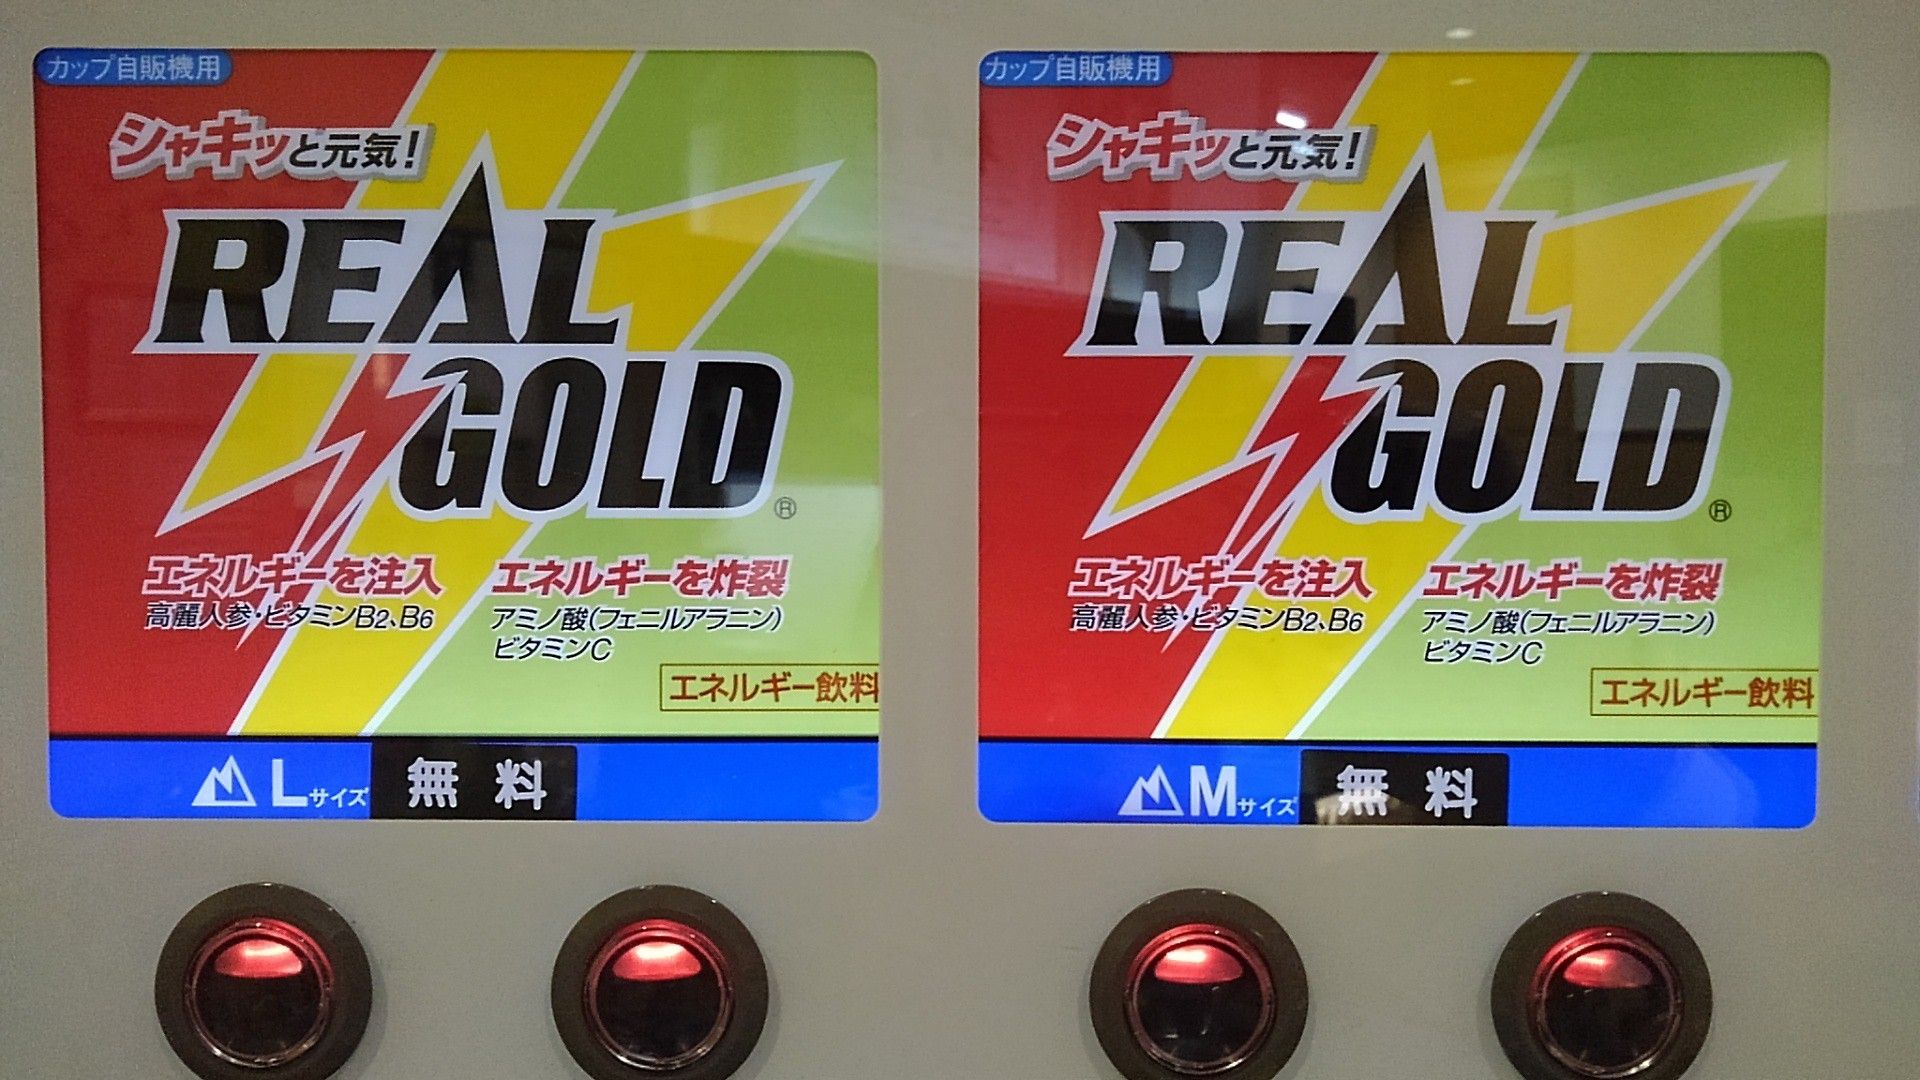 カップ自販機用
シャキッと元気!
REAL
GOLD®
エネルギーを注入
高麗人参・ビタミンB2、B6
エネルギーを炸裂
アミノ酸(フェニルアラニン)
ビタミンC
エネルギー飲料
Lサイズ 無料
カップ自販機用
シャキッと元気!
REAL
GOLD®
エネルギーを注入
高麗人参・ビタミンB2、B6
エネルギーを炸裂
アミノ酸(フェニルアラニン)
ビタミンC
エネルギー飲料
Mサイズ 無料